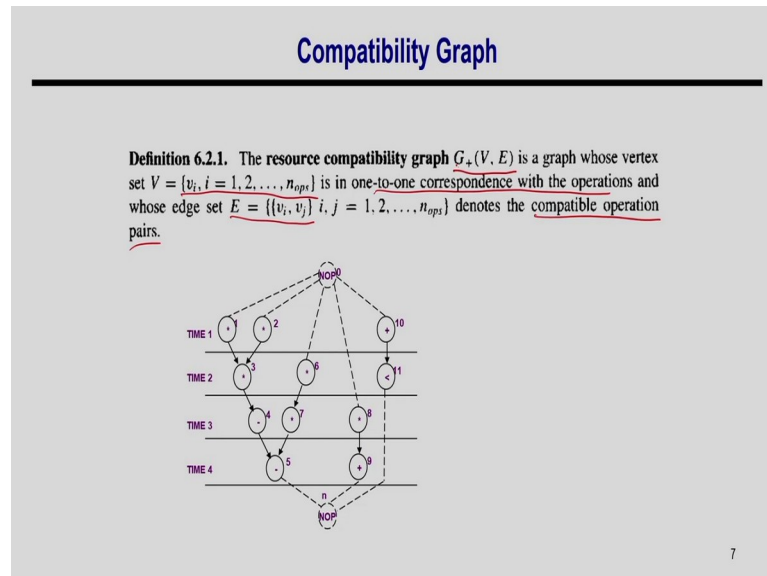 Compatibility Graph
Definition 6.2.1. The resource compatibility graph G₊(V, E) is a graph whose vertex
set V = {vᵢ, i = 1, 2, . . . , nₒₚₛ} is in one-to-one correspondence with the operations and
whose edge set E = {{vᵢ, vⱼ} i, j = 1, 2, . . . , nₒₚₛ} denotes the compatible operation
pairs.
NOP 0
TIME 1 * 1 * 2 + 10
TIME 2 * 3 * 6 < 11
TIME 3 - 4 * 7 * 8
TIME 4 - 5 + 9
n
NOP
7